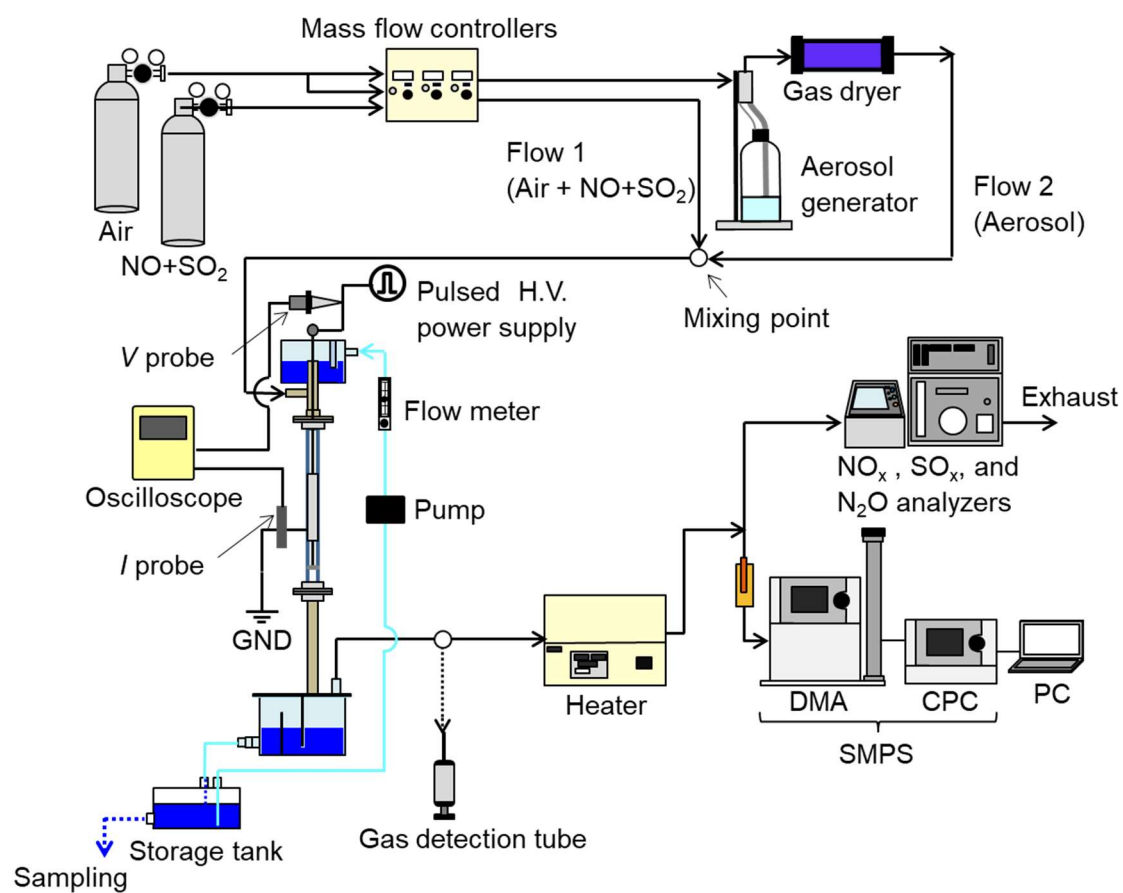 Mass flow controllers
Gas dryer
Flow 1
(Air + NO+SO₂)
Aerosol
generator
Flow 2
(Aerosol)
Air
NO+SO₂
Pulsed H.V.
power supply
Mixing point
V probe
Flow meter
Exhaust
Oscilloscope
NOₓ , SOₓ, and
N₂O analyzers
Pump
I probe
GND
Heater
DMA
CPC
PC
SMPS
Gas detection tube
Storage tank
Sampling